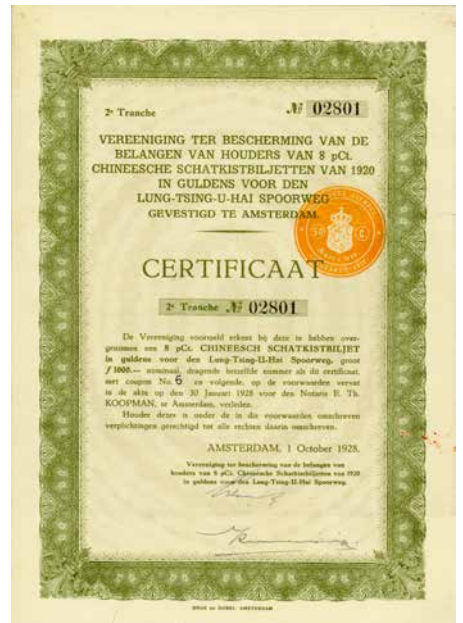 2e Tranche № 02801
VEREENIGING TER BESCHERMING VAN DE
BELANGEN VAN HOUDERS VAN 8 pCt.
CHINEESCHE SCHATKISTBILJETTEN VAN 1920
IN GULDENS VOOR DEN
LUNG-TSING-U-HAI SPOORWEG
GEVESTIGD TE AMSTERDAM.
50 C
CERTIFICAAT
2e Tranche № 02801
De Vereeniging voornoemd erkent bij deze te hebben over-
genomen een 8 pCt. CHINEESCH SCHATKISTBILJET
in guldens voor den Lung-Tsing-U-Hai Spoorweg, groot
ƒ 1000.— nominaal, dragende hetzelfde nummer als dit certificaat,
met coupon No. 6 en volgende, op de voorwaarden vervat
in de akte op den 30 Januari 1928 voor den Notaris E. Th.
KOOPMAN, te Amsterdam, verleden.
Houder dezes is onder de in die voorwaarden omschreven
verplichtingen gerechtigd tot alle rechten daarin omschreven.
AMSTERDAM, 1 October 1928.
Vereeniging ter bescherming van de belangen van
houders van 8 pCt. Chineesche Schatkistbiljetten van 1920
in guldens voor den Lung-Tsing-U-Hai Spoorweg.
AMSTERDAM